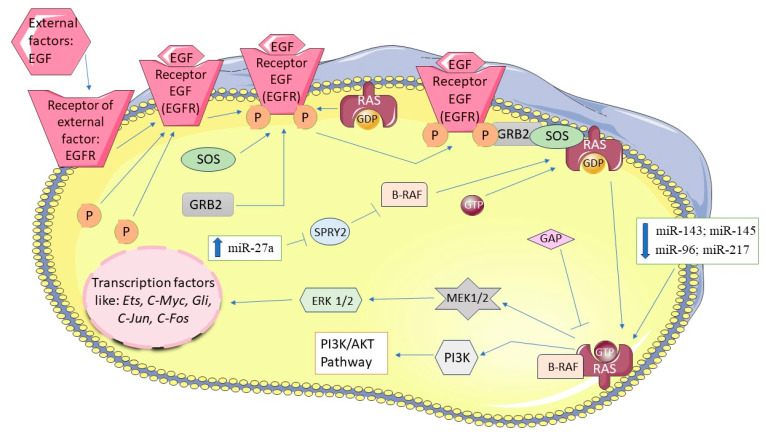 External
factors:
EGF
Receptor of
external
factor:
EGFR
EGF
Receptor
EGF
(EGFR)
EGF
Receptor
EGF
(EGFR)
P
P
RAS
GDP
EGF
Receptor
EGF
(EGFR)
P
P
GRB2
SOS
RAS
GDP
SOS
GRB2
P
P
B-RAF
GTP
miR-27a
SPRY2
GAP
miR-143; miR-145
miR-96; miR-217
Transcription factors
like: Ets, C-Myc, Gli,
C-Jun, C-Fos
ERK 1/2
MEK1/2
PI3K/AKT
Pathway
PI3K
B-RAF
GTP
RAS